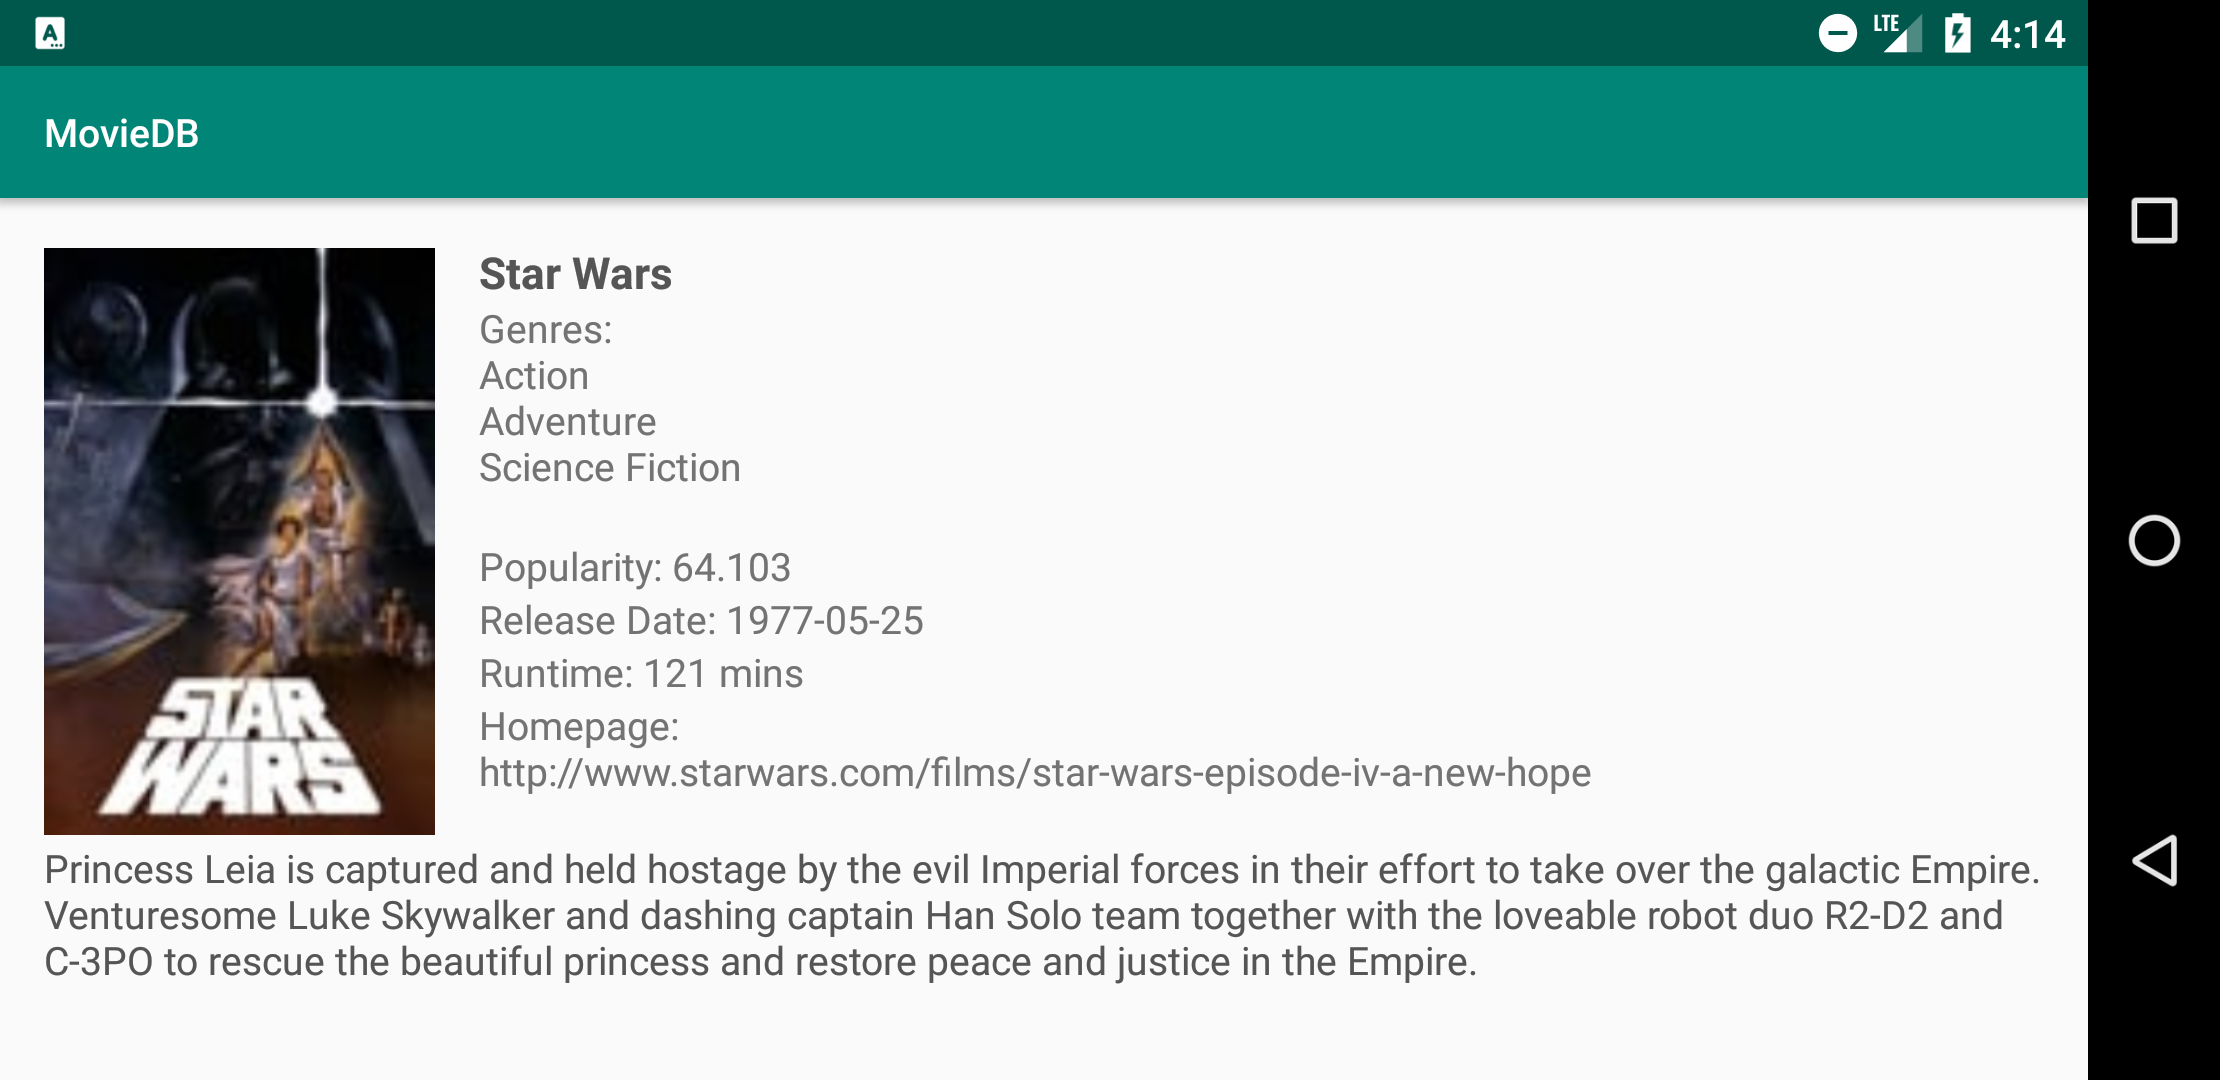 LTE 4:14
MovieDB
Star Wars
Genres:
Action
Adventure
Science Fiction
Popularity: 64.103
Release Date: 1977-05-25
Runtime: 121 mins
Homepage:
http://www.starwars.com/films/star-wars-episode-iv-a-new-hope
STAR
WARS
Princess Leia is captured and held hostage by the evil Imperial forces in their effort to take over the galactic Empire.
Venturesome Luke Skywalker and dashing captain Han Solo team together with the loveable robot duo R2-D2 and
C-3PO to rescue the beautiful princess and restore peace and justice in the Empire.